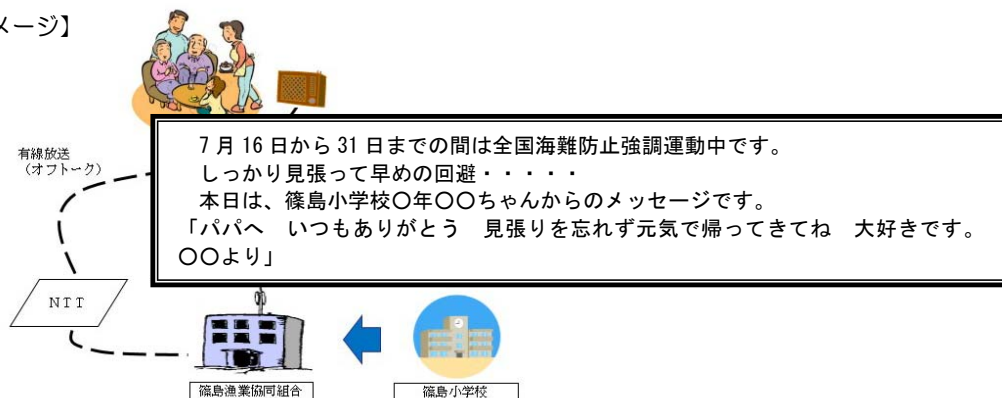 メージ】
7月16日から31日までの間は全国海難防止強調運動中です。
しっかり見張って早めの回避・・・・・
本日は、篠島小学校〇年〇〇ちゃんからのメッセージです。
「パパへ　いつもありがとう　見張りを忘れず元気で帰ってきてね　大好きです。
〇〇より」
有線放送
（オフトーク）
NTT
篠島漁業協同組合
篠島小学校